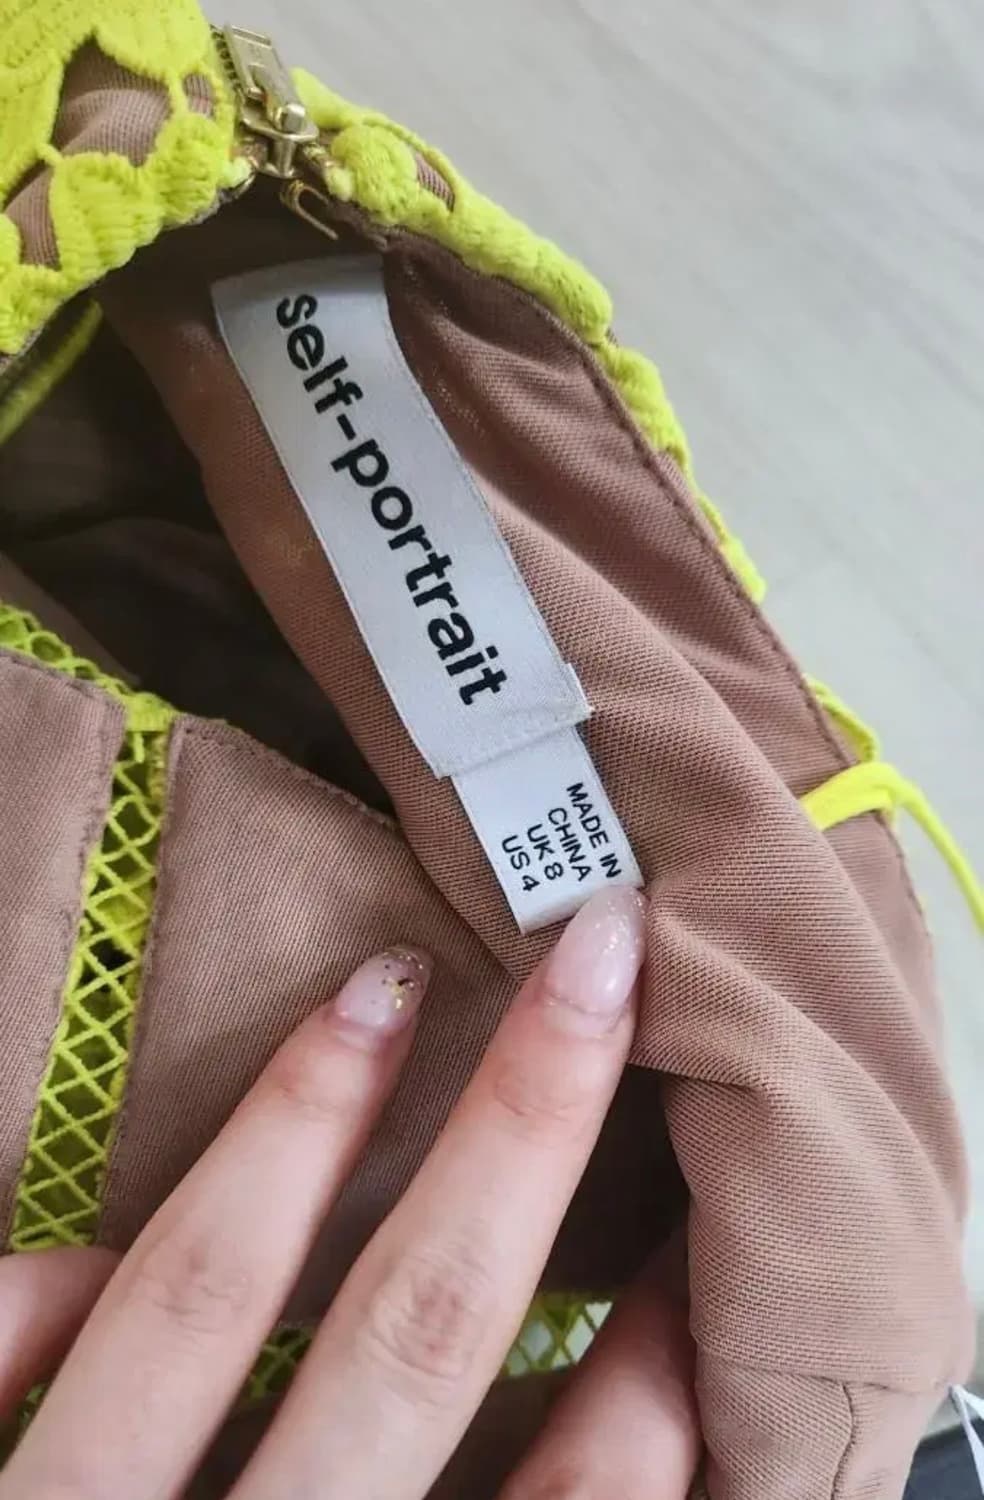 self-portrait
MADE IN
CHINA
UK 8
US 4